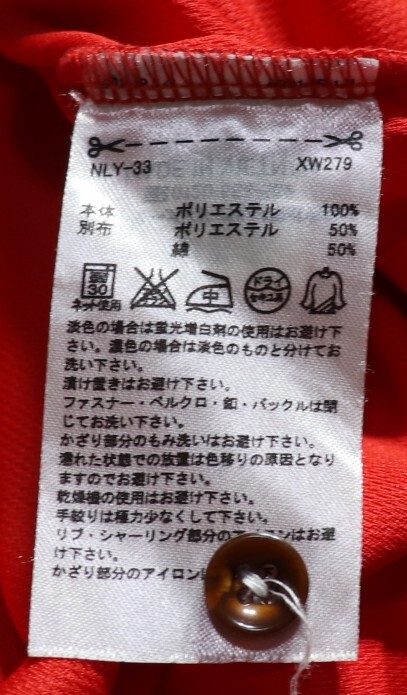 NLY-33 XW279
本体 ポリエステル 100%
別布 ポリエステル 50%
綿 50%
30 中 ドライ セキユ系
ネット使用
淡色の場合は蛍光増白剤の使用はお避け下
さい。濃色の場合は淡色のものと分けてお
洗い下さい。
漬け置きはお避け下さい。
ファスナー・ベルクロ・釦・バックルは閉
じてお洗い下さい。
かざり部分のもみ洗いはお避け下さい。
濡れた状態での放置は色移りの原因となり
ますのでお避け下さい。
乾燥機の使用はお避け下さい。
手絞りは極力少なくして下さい。
リブ・シャーリング部分のアイロンはお避
け下さい。
かざり部分のアイロン